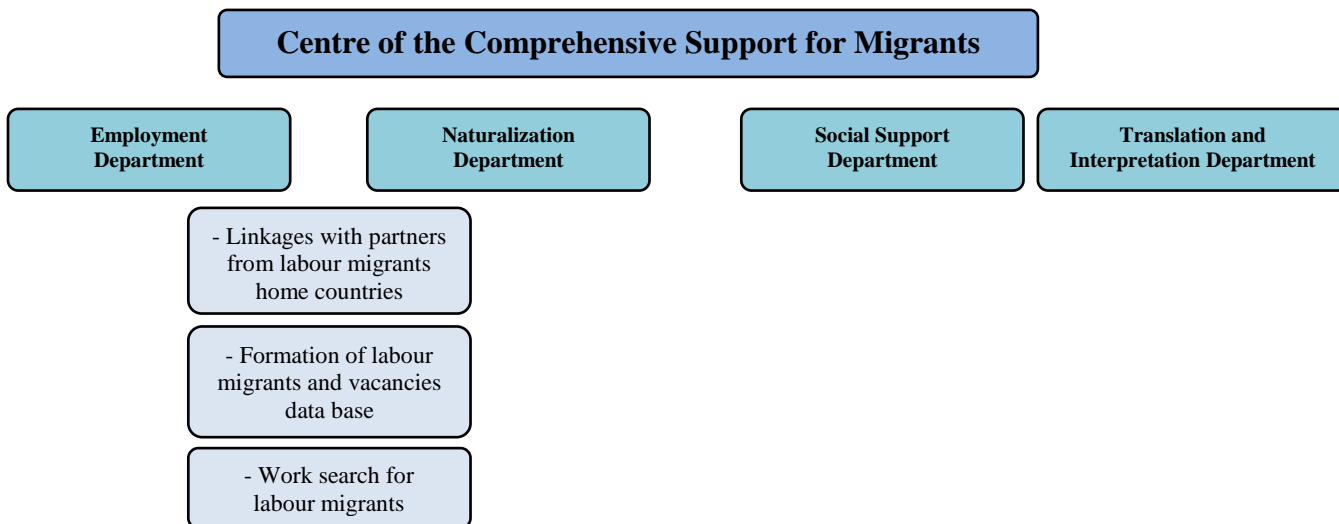 Centre of the Comprehensive Support for Migrants
Employment
Department
Naturalization
Department
Social Support
Department
Translation and
Interpretation Department
- Linkages with partners
from labour migrants
home countries
- Formation of labour
migrants and vacancies
data base
- Work search for
labour migrants